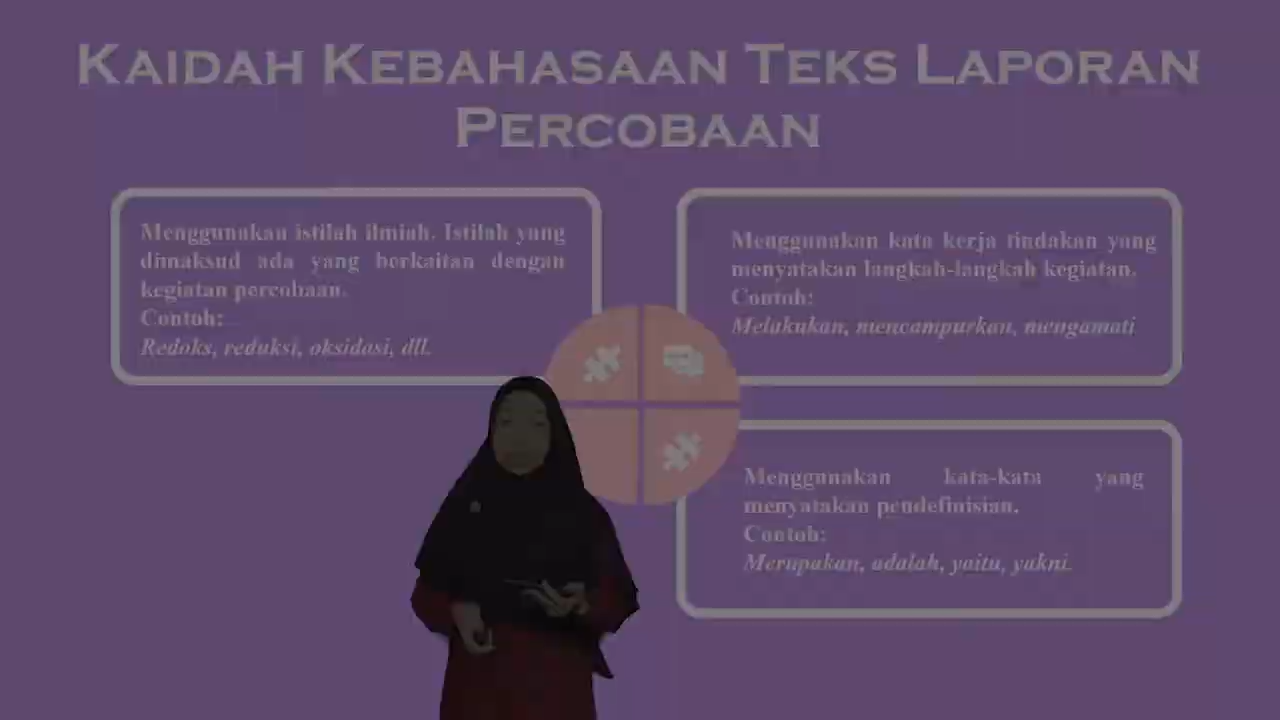 KAIDAH KEBAHASAAN TEKS LAPORAN
PERCOBAAN
Menggunakan istilah ilmiah. Istilah yang
dimaksud ada yang berkaitan dengan
kegiatan percobaan.
Contoh:
Redoks, reduksi, oksidasi, dll.
Menggunakan kata kerja tindakan yang
menyatakan langkah-langkah kegiatan.
Contoh:
Melakukan, mencampurkan, mengamati
Menggunakan kata-kata yang
menyatakan pendefinisian.
Contoh:
Merupakan, adalah, yaitu, yakni.